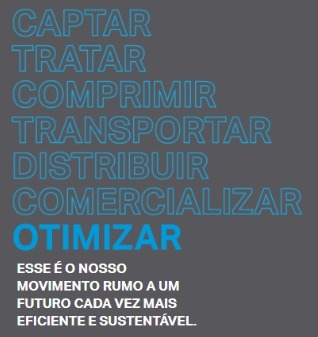 CAPTAR
TRATAR
COMPRIMIR
TRANSPORTAR
DISTRIBUIR
COMERCIALIZAR
OTIMIZAR
ESSE É O NOSSO
MOVIMENTO RUMO A UM
FUTURO CADA VEZ MAIS
EFICIENTE E SUSTENTÁVEL.